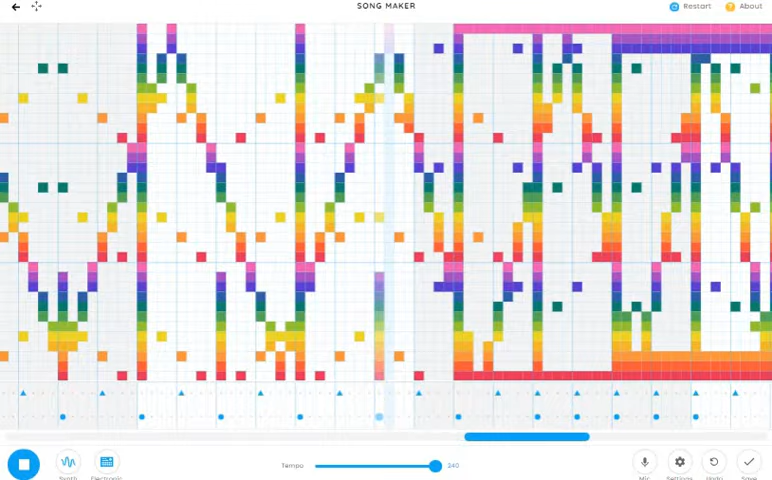 SONG MAKER
Restart
About
Synth
Electronic
Tempo
240
Mic
Settings
Undo
Save